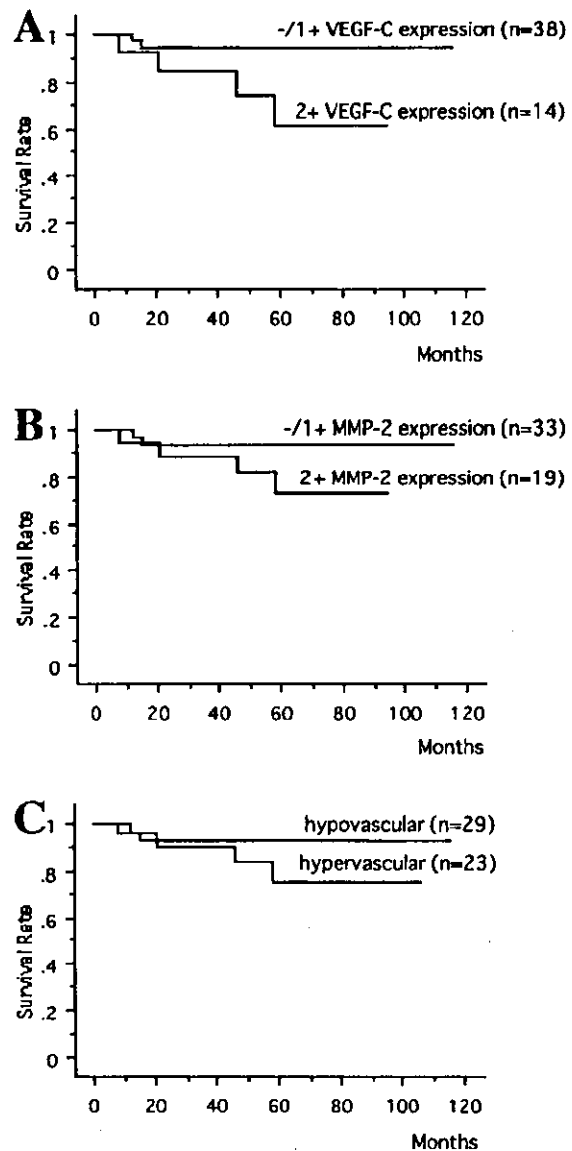 A
-/1+ VEGF-C expression (n=38)
2+ VEGF-C expression (n=14)
Survival Rate
1
.8
.6
.4
.2
0
0 20 40 60 80 100 120
Months
B
-/1+ MMP-2 expression (n=33)
2+ MMP-2 expression (n=19)
Survival Rate
1
.8
.6
.4
.2
0
0 20 40 60 80 100 120
Months
C
hypovascular (n=29)
hypervascular (n=23)
Survival Rate
1
.8
.6
.4
.2
0
0 20 40 60 80 100 120
Months